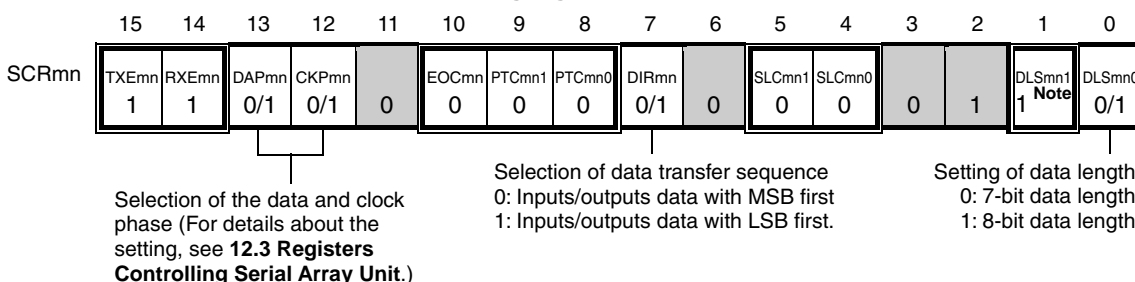 15 14 13 12 11 10 9 8 7 6 5 4 3 2 1 0
SCRmn
TXEmn RXEmn DAPmn CKPmn EOCmn PTCmn1 PTCmn0 DIRmn SLCmn1 SLCmn0 DLSmn1 DLSmn0
1 1 0/1 0/1 0 0 0 0 0/1 0 0 0 0 1 1 Note 0/1
Selection of the data and clock
phase (For details about the
setting, see 12.3 Registers
Controlling Serial Array Unit.)
Selection of data transfer sequence
0: Inputs/outputs data with MSB first
1: Inputs/outputs data with LSB first.
Setting of data length
0: 7-bit data length
1: 8-bit data length